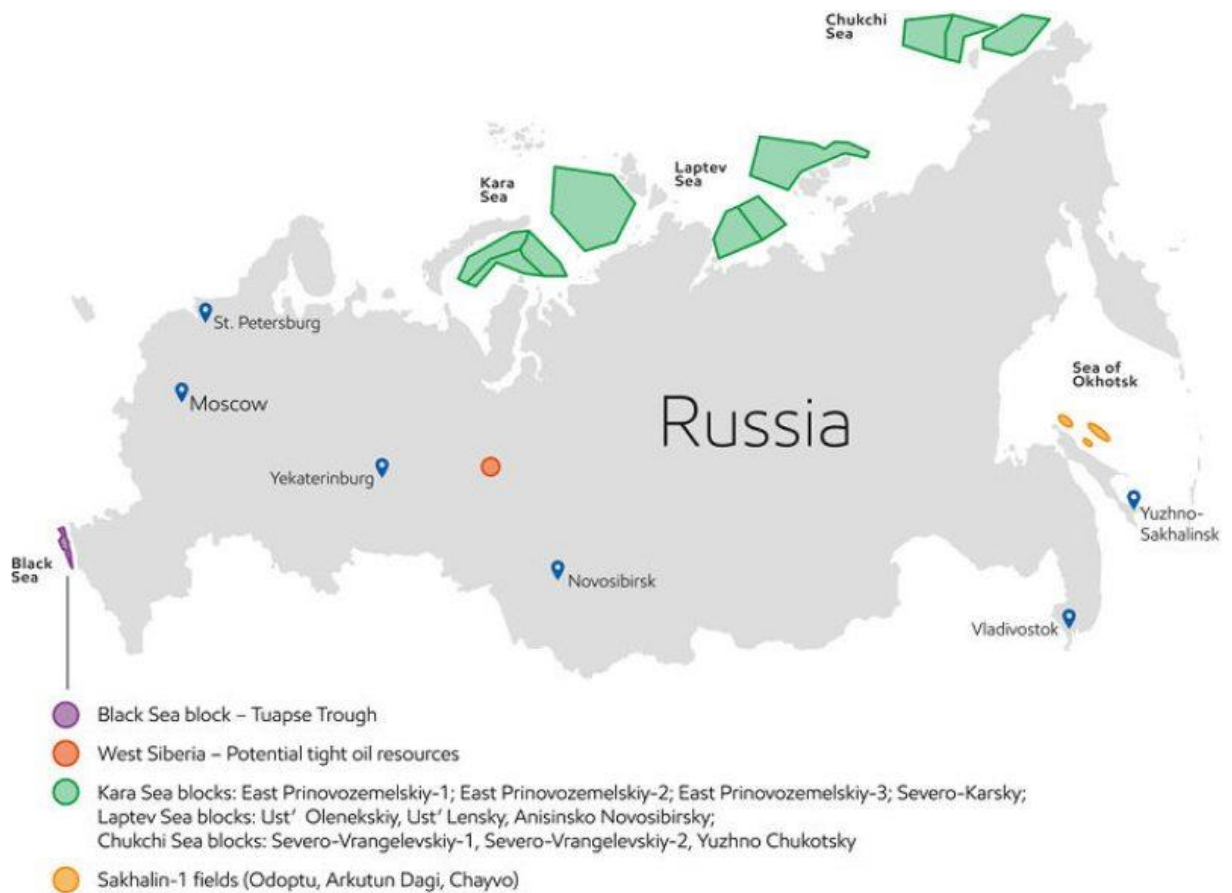 Chukchi
Sea
Laptev
Sea
Kara
Sea
St. Petersburg
Sea of
Okhotsk
Moscow
Russia
Yekaterinburg
Yuzhno-
Sakhalinsk
Black
Sea
Novosibirsk
Vladivostok
Black Sea block – Tuapse Trough
West Siberia – Potential tight oil resources
Kara Sea blocks: East Prinovozemelskiy-1; East Prinovozemelskiy-2; East Prinovozemelskiy-3; Severo-Karsky;
Laptev Sea blocks: Ust' Olenekskiy, Ust' Lensky, Anisinsko Novosibirsky;
Chukchi Sea blocks: Severo-Vrangelevskiy-1, Severo-Vrangelevskiy-2, Yuzhno Chukotsky
Sakhalin-1 fields (Odoptu, Arkutun Dagi, Chayvo)